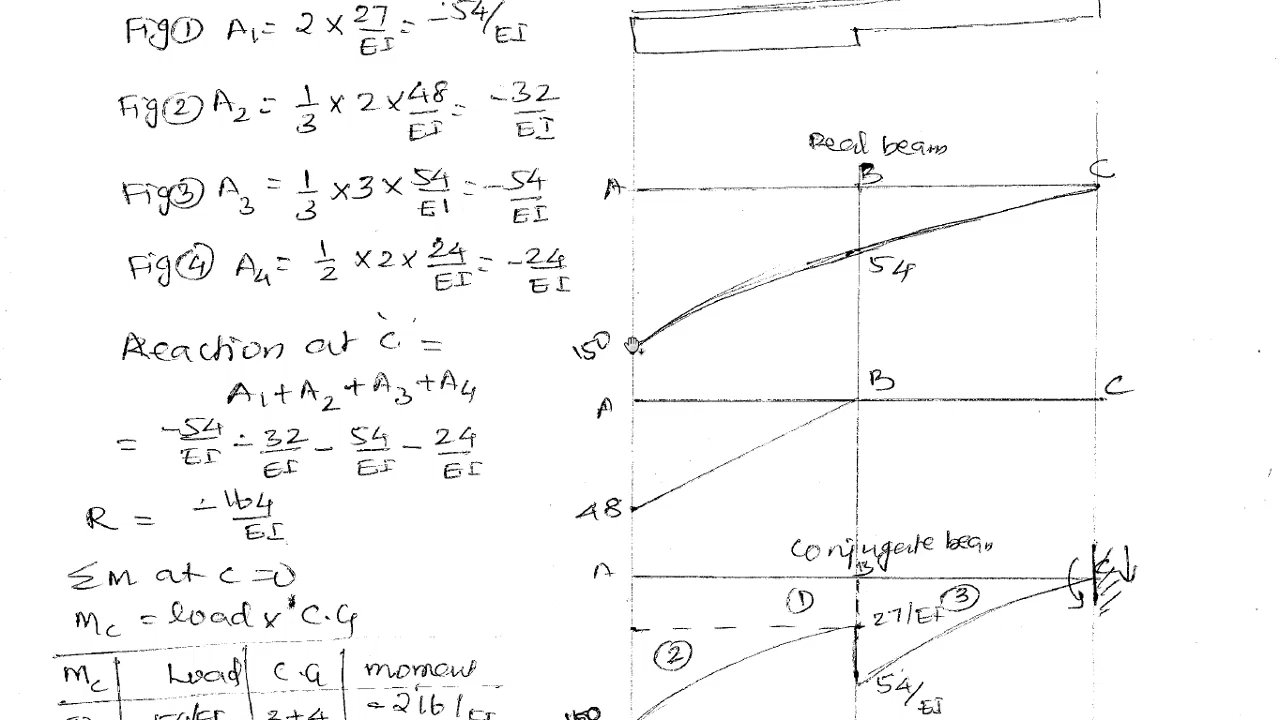 Fig① A₁= 2 × 27/EI = -54/EI
Fig② A₂ = 1/3 × 2 × 48/EI = -32/EI
Fig③ A₃ = 1/3 × 3 × 54/EI = -54/EI
Fig④ A₄ = 1/2 × 2 × 24/EI = -24/EI
Reaction at 'C' =
A₁+A₂+A₃+A₄
= -54/EI - 32/EI - 54/EI - 24/EI
R = -164/EI
ΣM at C =0
Mc = load × C.G
Mc Load C.G moment
= 216/EI
Real beam
A B C
54
150
A B C
48
Conjugate beam
A B C
① 27/EI ③
②
54/EI
150